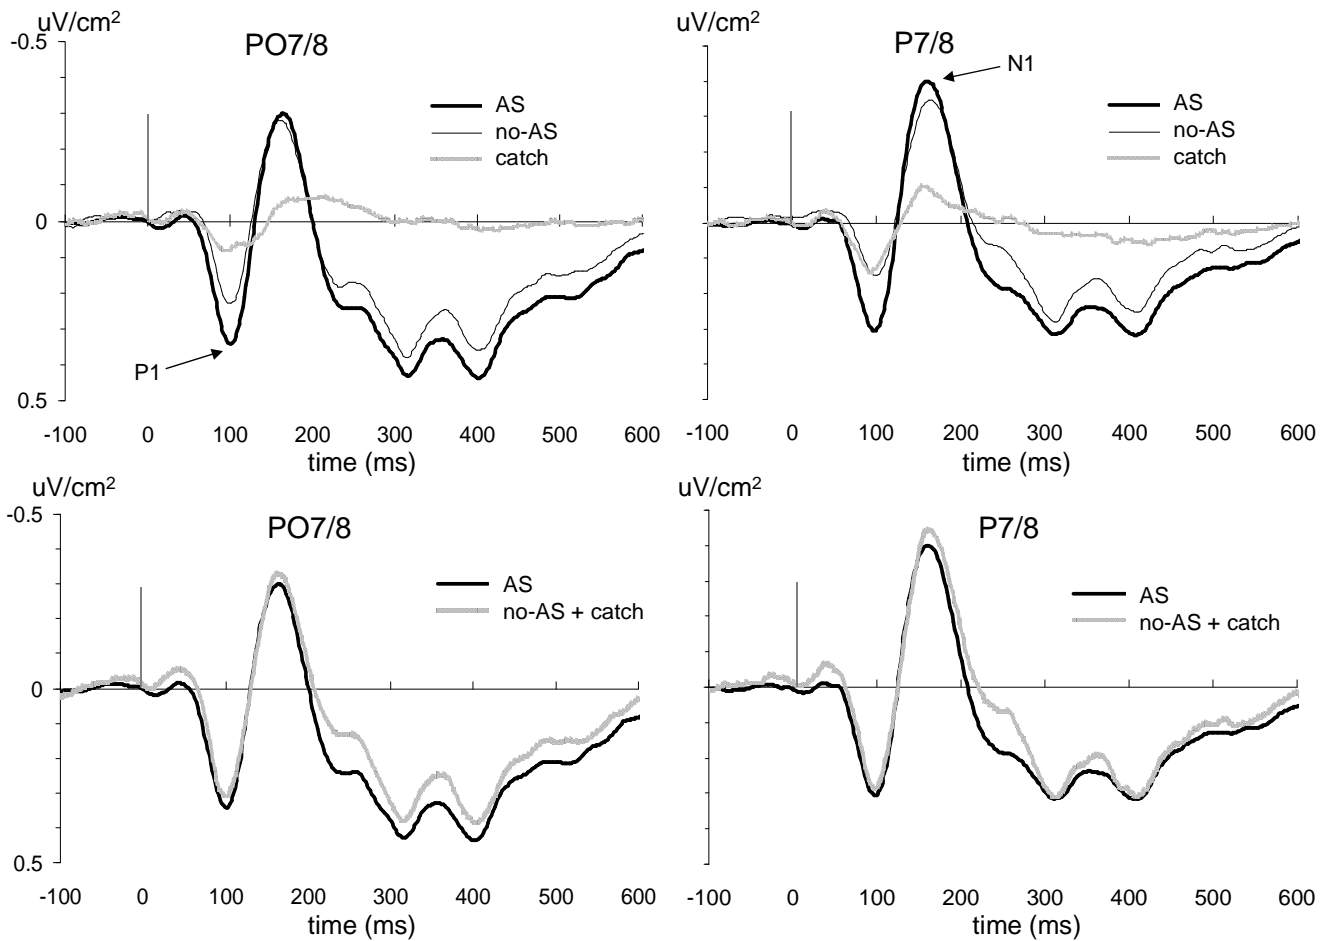 uV/cm²
-0.5
PO7/8
AS
no-AS
catch
0
P1
0.5
-100 0 100 200 300 400 500 600
time (ms)
uV/cm²
P7/8
N1
AS
no-AS
catch
-100 0 100 200 300 400 500 600
time (ms)
uV/cm²
-0.5
PO7/8
AS
no-AS + catch
0
0.5
-100 0 100 200 300 400 500 600
time (ms)
uV/cm²
P7/8
AS
no-AS + catch
-100 0 100 200 300 400 500 600
time (ms)